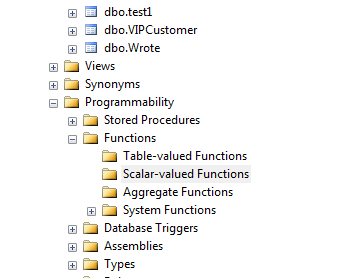 dbo.test1
dbo.VIPCustomer
dbo.Wrote
Views
Synonyms
Programmability
Stored Procedures
Functions
Table-valued Functions
Scalar-valued Functions
Aggregate Functions
System Functions
Database Triggers
Assemblies
Types